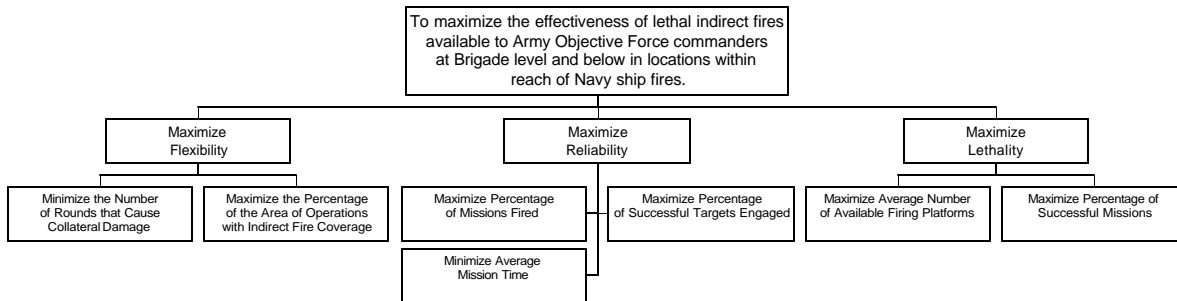 To maximize the effectiveness of lethal indirect fires
available to Army Objective Force commanders
at Brigade level and below in locations within
reach of Navy ship fires.
Maximize
Flexibility
Maximize
Reliability
Maximize
Lethality
Minimize the Number
of Rounds that Cause
Collateral Damage
Maximize the Percentage
of the Area of Operations
with Indirect Fire Coverage
Maximize Percentage
of Missions Fired
Maximize Percentage
of Successful Targets Engaged
Maximize Average Number
of Available Firing Platforms
Maximize Percentage of
Successful Missions
Minimize Average
Mission Time